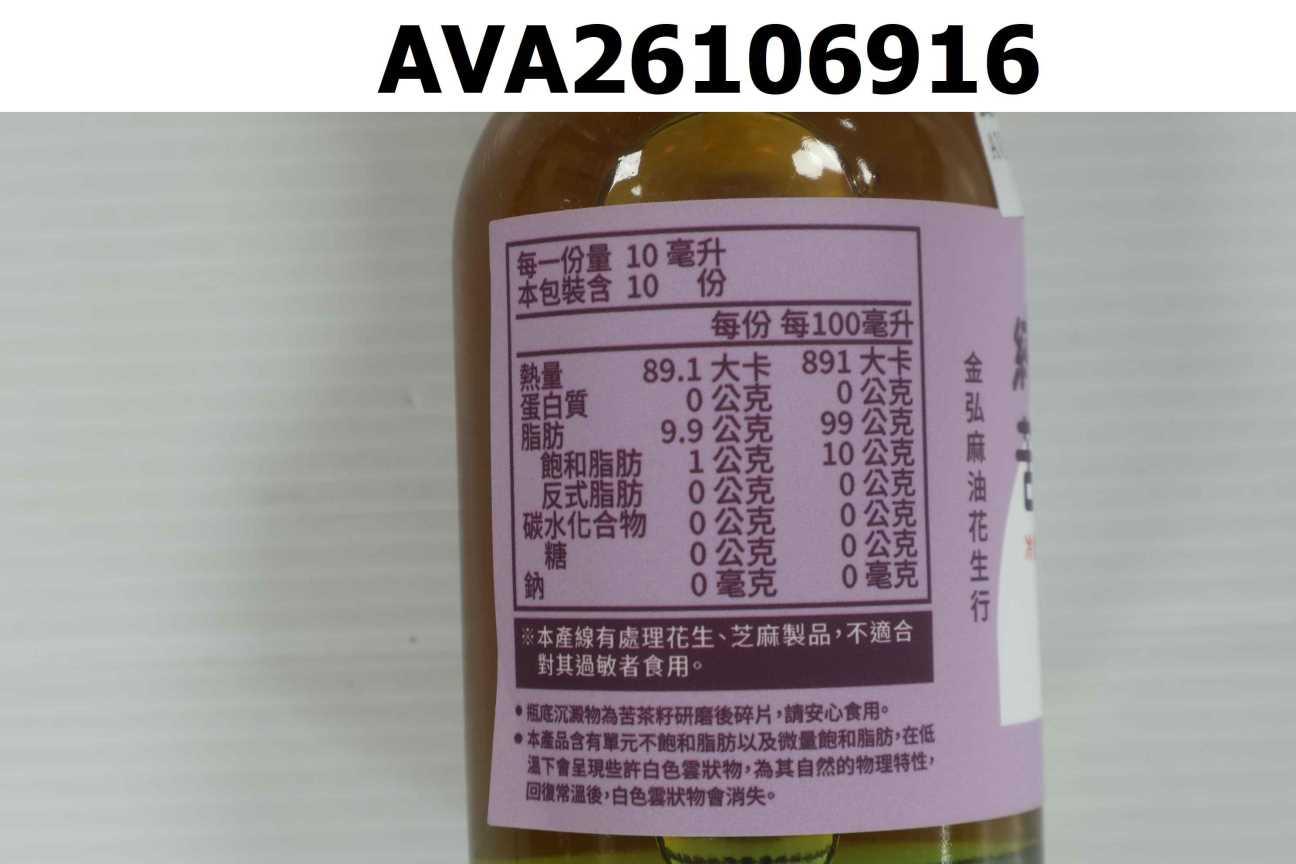 AVA26106916
每一份量 10 毫升
本包裝含 10 份
每份 每100毫升
熱量 89.1 大卡 891 大卡
蛋白質 0 公克 0 公克
脂肪 9.9 公克 99 公克
飽和脂肪 1 公克 10 公克
反式脂肪 0 公克 0 公克
碳水化合物 0 公克 0 公克
糖 0 公克 0 公克
鈉 0 毫克 0 毫克
※本產線有處理花生、芝麻製品,不適合
對其過敏者食用。
•瓶底沉澱物為苦茶籽研磨後碎片,請安心食用。
•本產品含有單元不飽和脂肪以及微量飽和脂肪,在低
溫下會呈現些許白色雲狀物,為其自然的物理特性,
回復常溫後,白色雲狀物會消失。
金弘麻油花生行